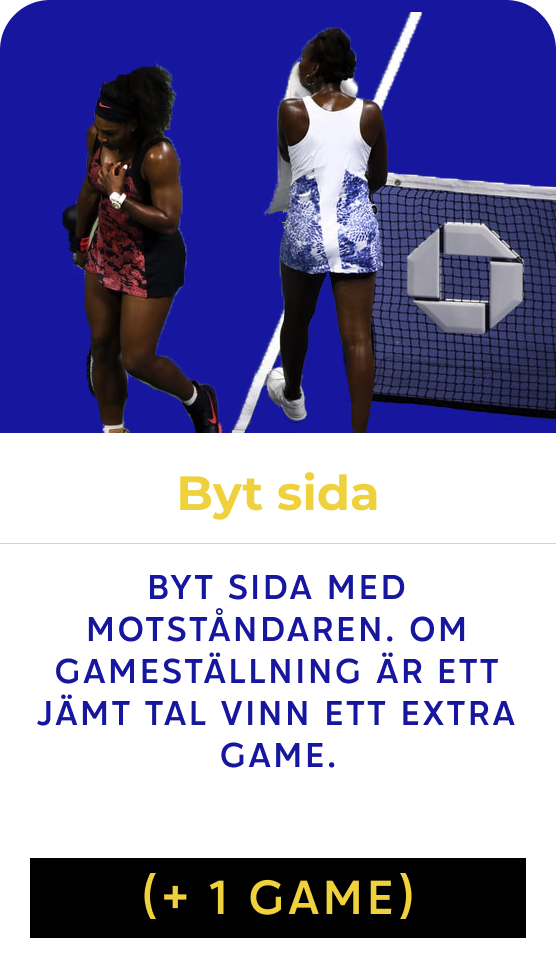 Byt sida
BYT SIDA MED
MOTSTÅNDAREN. OM
GAMESTÄLLNING ÄR ETT
JÄMT TAL VINN ETT EXTRA
GAME.
(+ 1 GAME)